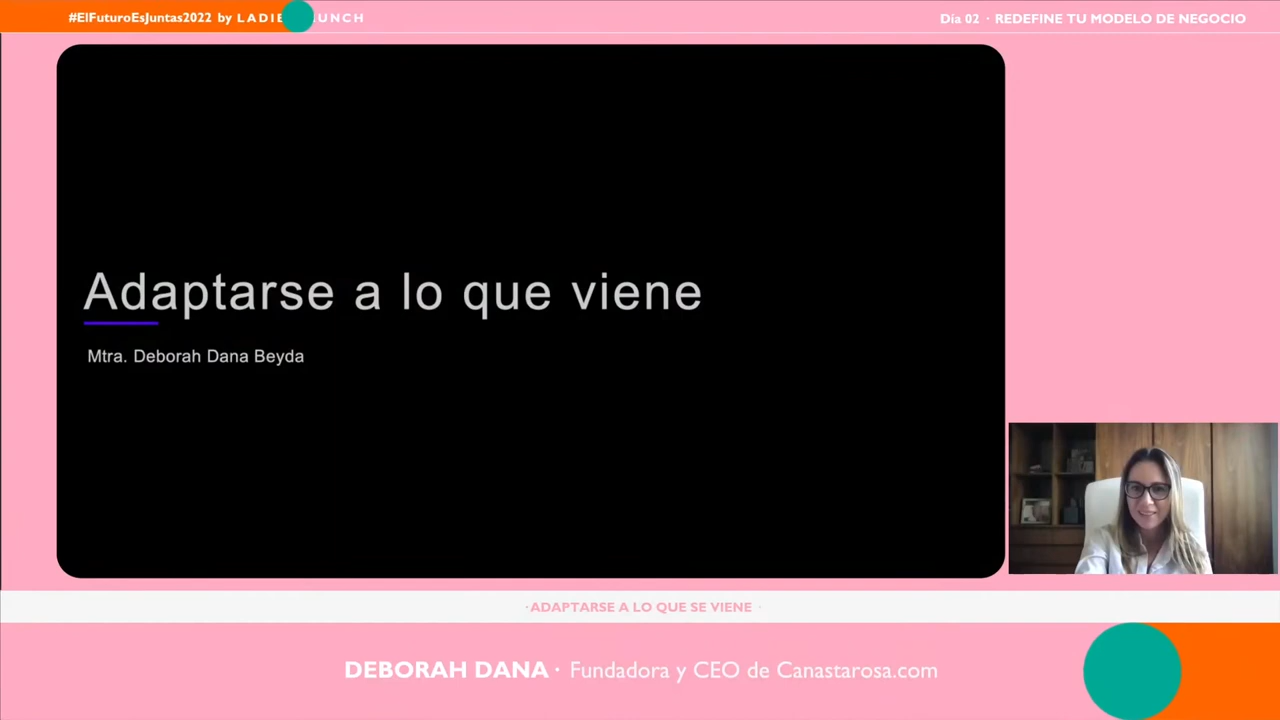 #ElFuturoEsJuntas2022 by LADIE UNCH
Día 02 · REDEFINE TU MODELO DE NEGOCIO
Adaptarse a lo que viene
Mtra. Deborah Dana Beyda
·ADAPTARSE A LO QUE SE VIENE ·
DEBORAH DANA · Fundadora y CEO de Canastarosa.com